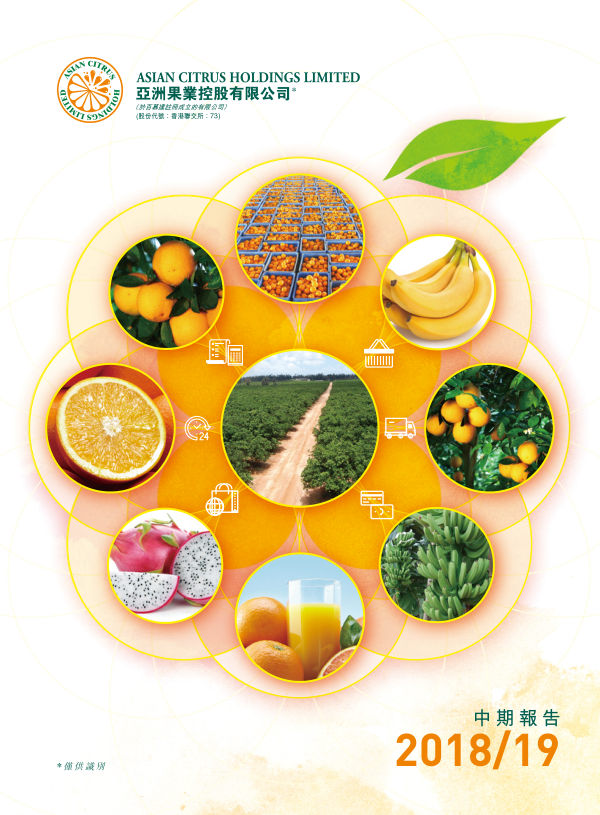 ASIAN CITRUS HOLDINGS LIMITED
ASIAN CITRUS HOLDINGS LIMITED
亞洲果業控股有限公司*
(於百慕達註冊成立的有限公司)
(股份代號：香港聯交所：73)
24
中期報告
2018/19
*僅供識別